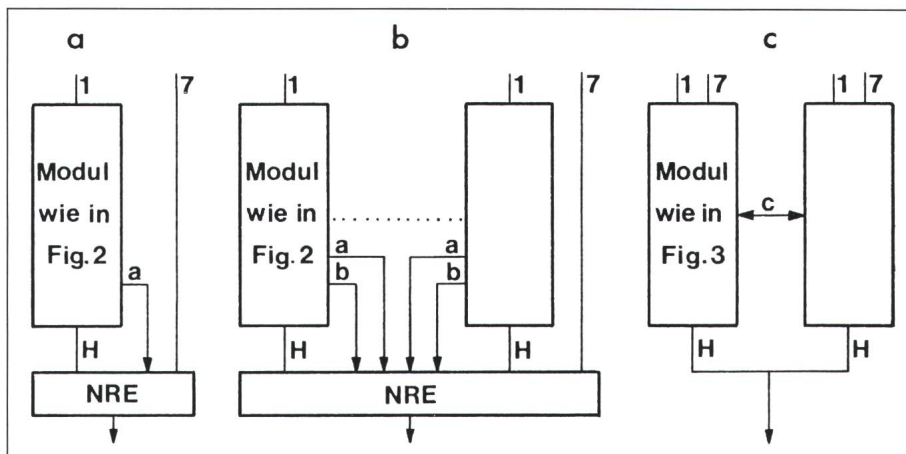 a b c
1 7 1 1 7 1 7 1 7
Modul
wie in
Fig.2
a
H
NRE
Modul
wie in
Fig.2
a a
b b
H H
NRE
Modul
wie in
Fig.3
c
H H